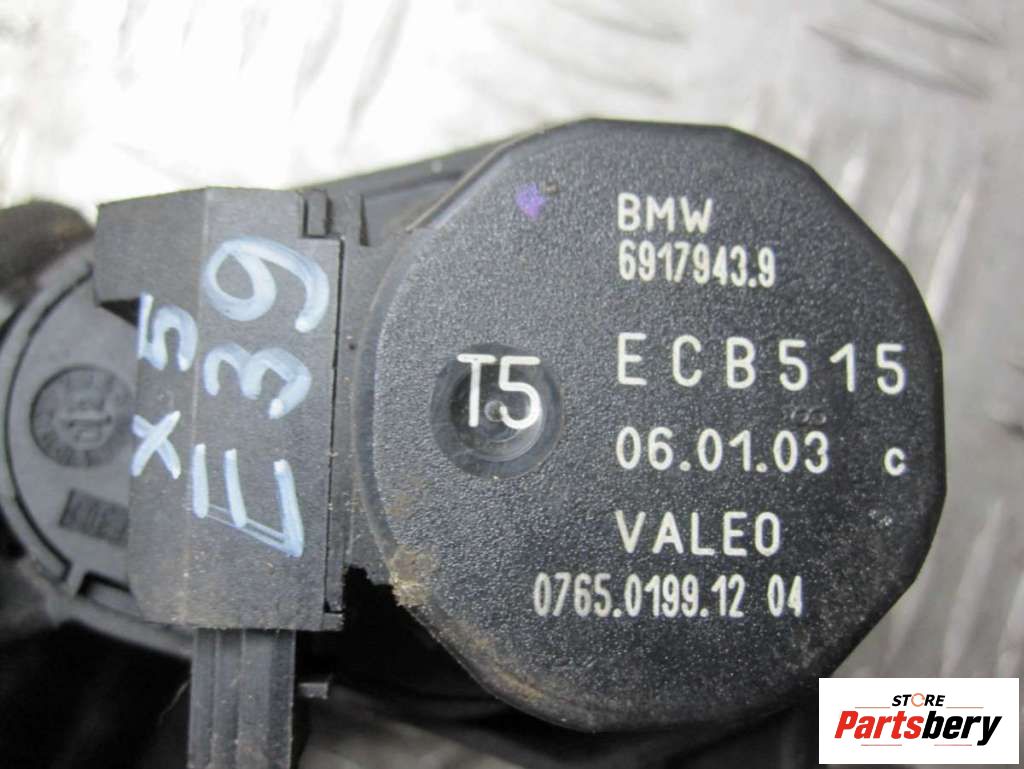 BMW
6917943.9
T5
ECB515
06.01.03 c
VALEO
0765.0199.12 04
x5
E39
STORE
Partsbery